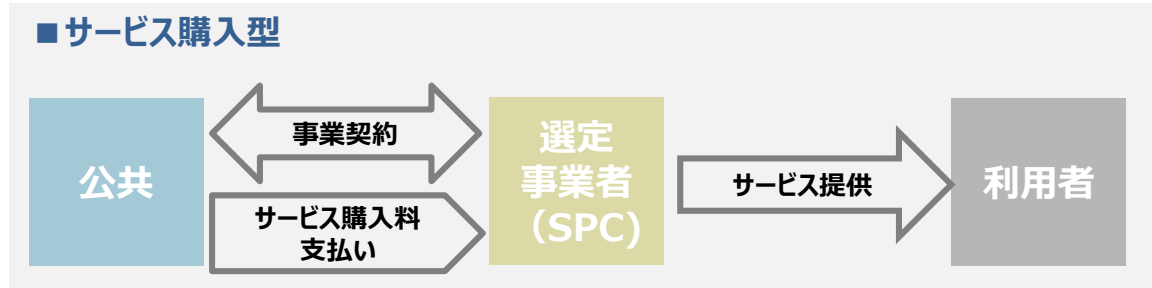 ■サービス購入型
公共
事業契約
サービス購入料
支払い
選定
事業者
（SPC)
サービス提供
利用者